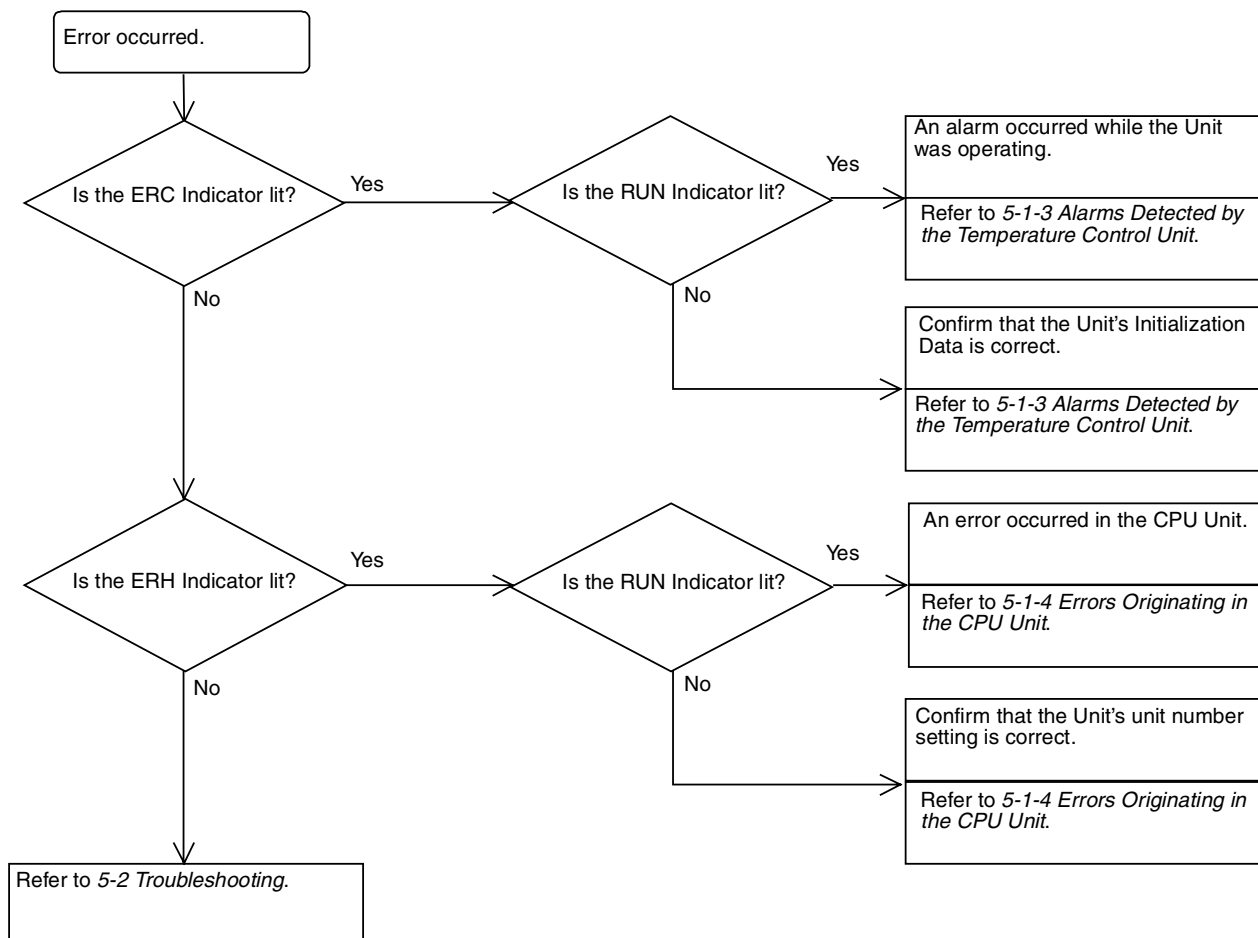 Error occurred.
Is the ERC Indicator lit?
Yes
Is the RUN Indicator lit?
Yes
An alarm occurred while the Unit
was operating.
Refer to 5-1-3 Alarms Detected by
the Temperature Control Unit.
No
No
Confirm that the Unit's Initialization
Data is correct.
Refer to 5-1-3 Alarms Detected by
the Temperature Control Unit.
Is the ERH Indicator lit?
Yes
Is the RUN Indicator lit?
Yes
An error occurred in the CPU Unit.
Refer to 5-1-4 Errors Originating in
the CPU Unit.
No
No
Confirm that the Unit's unit number
setting is correct.
Refer to 5-1-4 Errors Originating in
the CPU Unit.
Refer to 5-2 Troubleshooting.